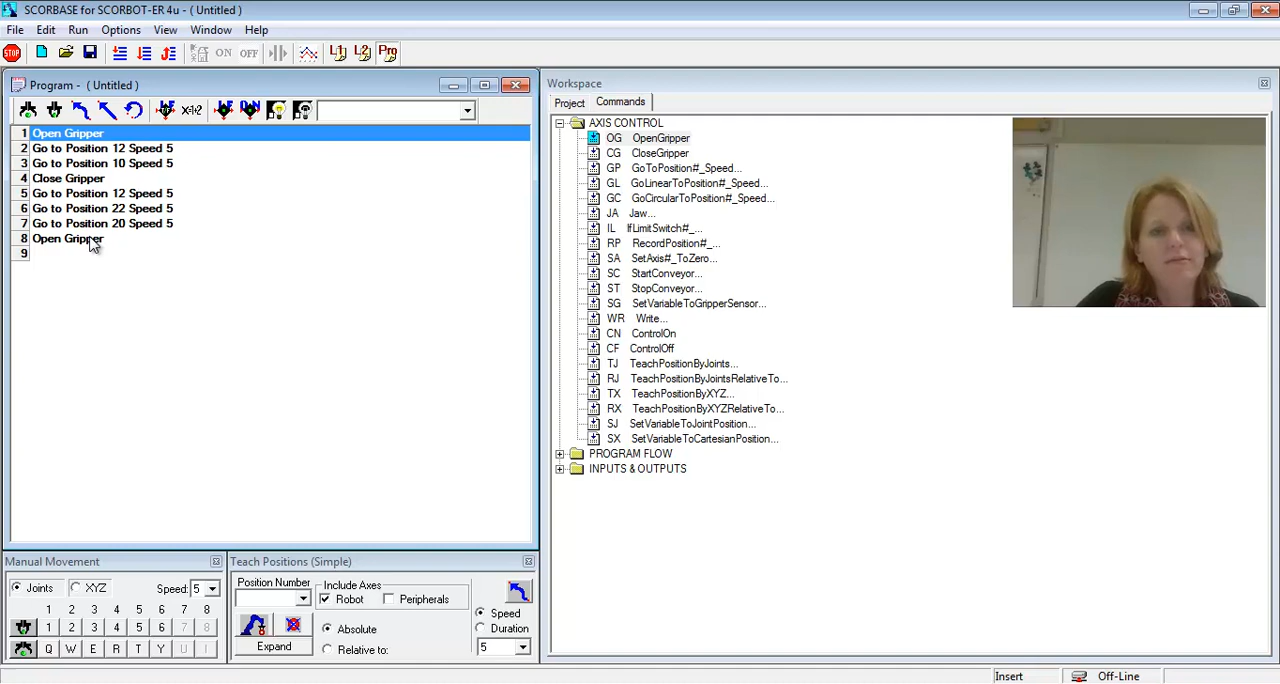 SCORBASE for SCORBOT-ER 4u - ( Untitled )
File Edit Run Options View Window Help
STOP ON OFF L1 L2 Prg
Program - ( Untitled )
1 Open Gripper
2 Go to Position 12 Speed 5
3 Go to Position 10 Speed 5
4 Close Gripper
5 Go to Position 12 Speed 5
6 Go to Position 22 Speed 5
7 Go to Position 20 Speed 5
8 Open Gripper
9
Workspace
Project Commands
AXIS CONTROL
OG OpenGripper
CG CloseGripper
GP GoToPosition#_Speed...
GL GoLinearToPosition#_Speed...
GC GoCircularToPosition#_Speed...
JA Jaw...
IL IfLimitSwitch#_...
RP RecordPosition#_...
SA SetAxis#_ToZero...
SC StartConveyor...
ST StopConveyor...
SG SetVariableToGripperSensor...
WR Write...
CN ControlOn
CF ControlOff
TJ TeachPositionByJoints...
RJ TeachPositionByJointsRelativeTo...
TX TeachPositionByXYZ...
RX TeachPositionByXYZRelativeTo...
SJ SetVariableToJointPosition...
SX SetVariableToCartesianPosition...
PROGRAM FLOW
INPUTS & OUTPUTS
Manual Movement
Joints XYZ Speed: 5
1 2 3 4 5 6 7 8
1 2 3 4 5 6 7 8
Q W E R T Y U I
Teach Positions (Simple)
Position Number
Include Axes
Robot Peripherals
Absolute
Relative to:
Expand
Speed
Duration
5
Insert Off-Line